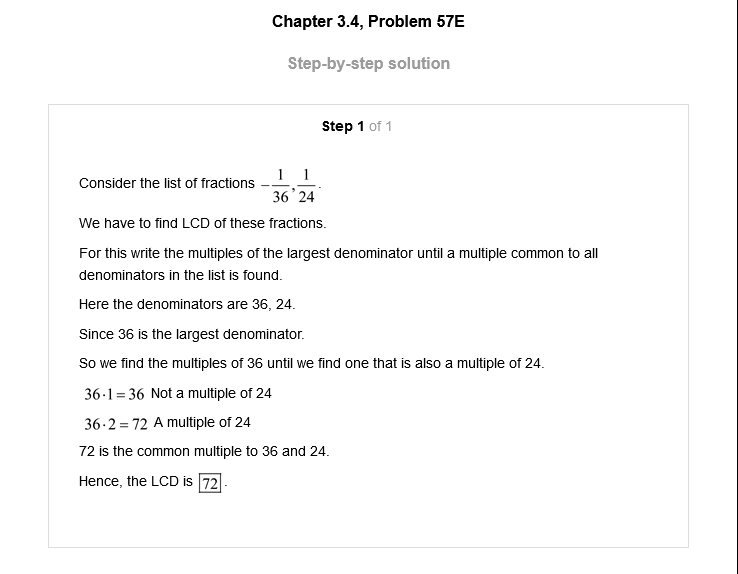 Chapter 3.4, Problem 57E
Step-by-step solution
Step 1 of 1
Consider the list of fractions −1/36, 1/24.
We have to find LCD of these fractions.
For this write the multiples of the largest denominator until a multiple common to all
denominators in the list is found.
Here the denominators are 36, 24.
Since 36 is the largest denominator.
So we find the multiples of 36 until we find one that is also a multiple of 24.
36·1=36 Not a multiple of 24
36·2=72 A multiple of 24
72 is the common multiple to 36 and 24.
Hence, the LCD is 72.